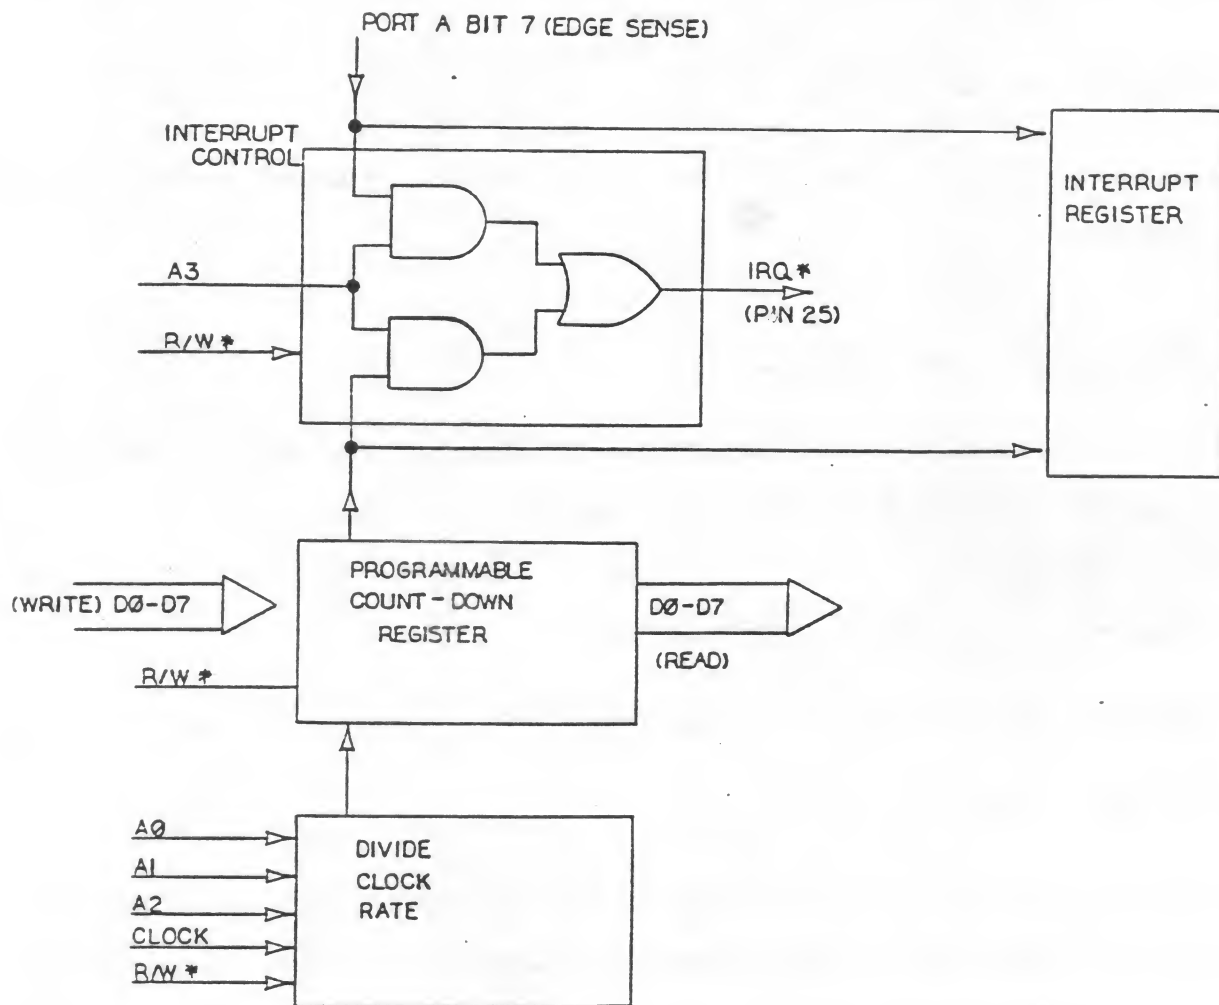 PORT A BIT 7 (EDGE SENSE)
INTERRUPT
CONTROL
INTERRUPT
REGISTER
A3
IRQ*
(PIN 25)
R/W*
PROGRAMMABLE
COUNT-DOWN
REGISTER
(WRITE) DØ-D7
DØ-D7
(READ)
R/W*
AØ
A1
A2
CLOCK
R/W*
DIVIDE
CLOCK
RATE